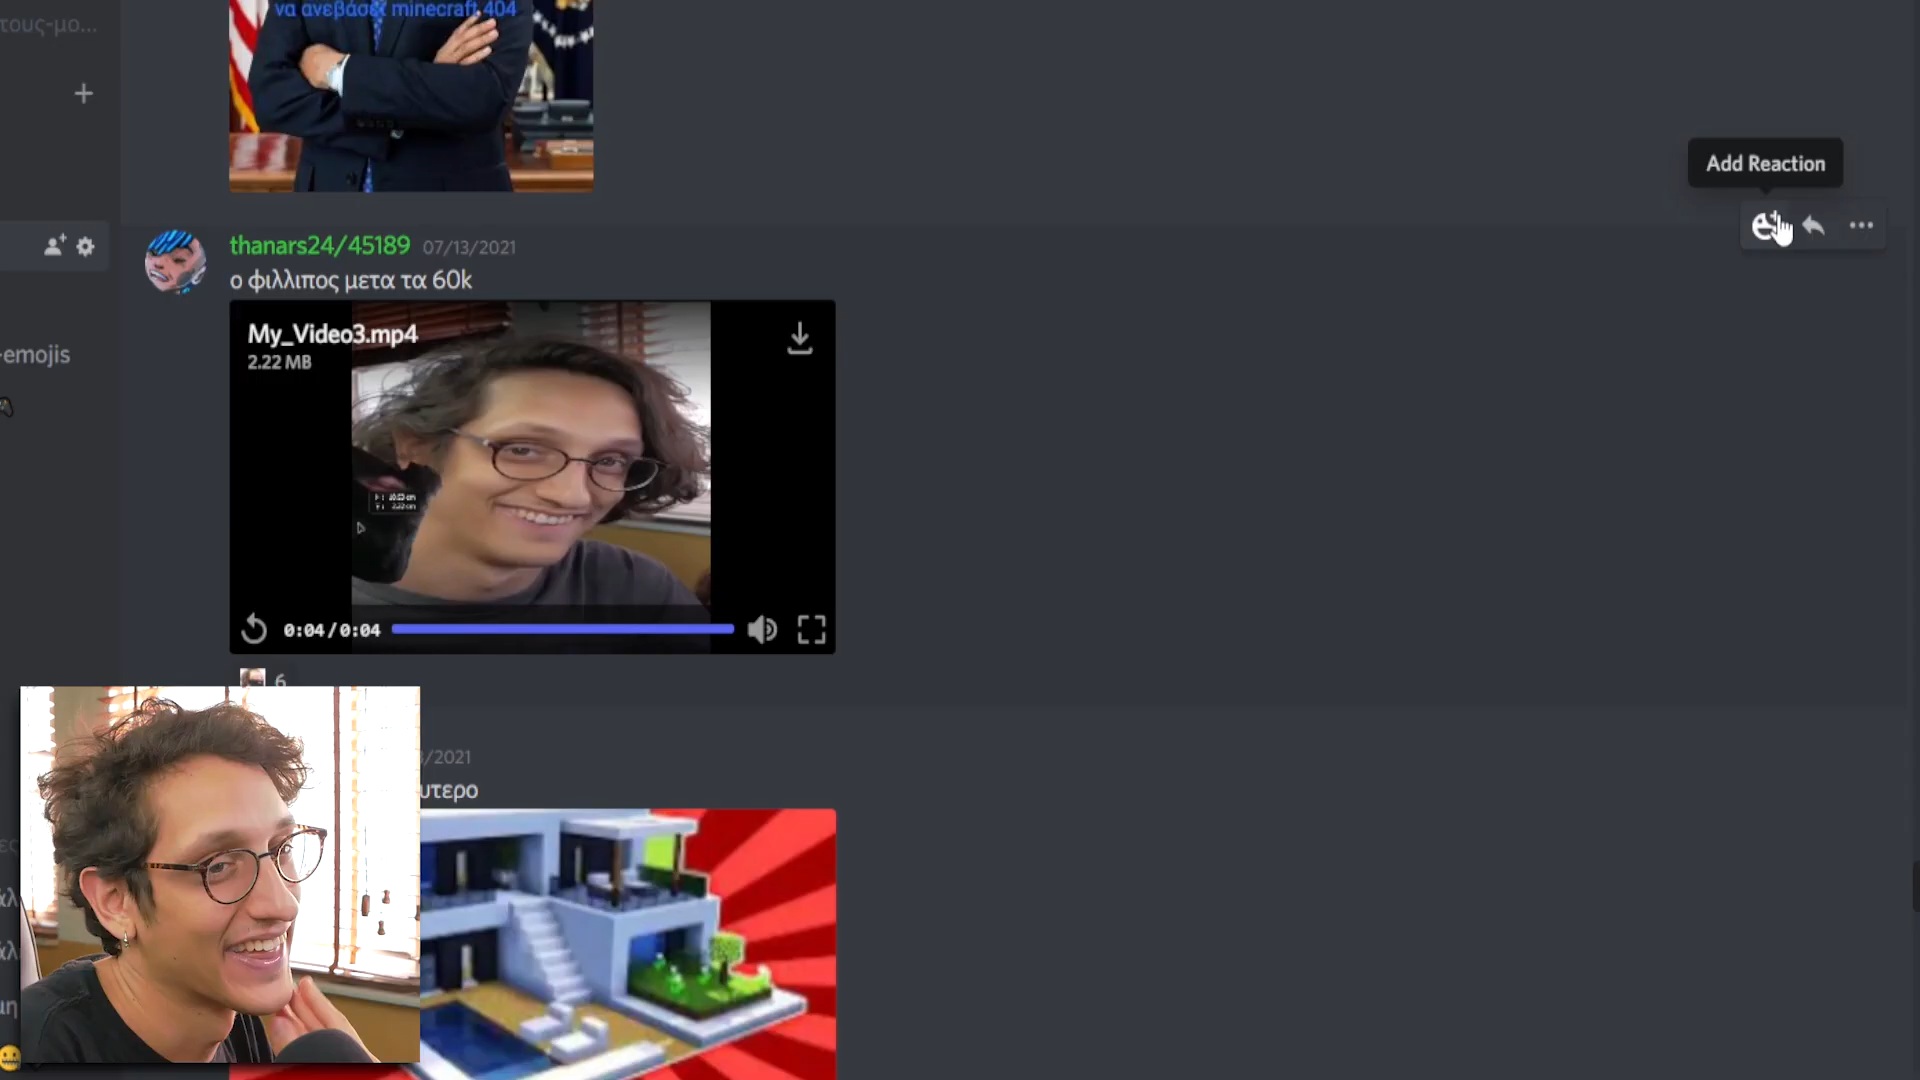 να ανεβάσει minecraft 404
τους-μο...
Add Reaction
thanars24/45189 07/13/2021
ο φιλλιπος μετα τα 60k
My_Video3.mp4
2.22 MB
-emojis
0:04/0:04
6
/2021
υτερο